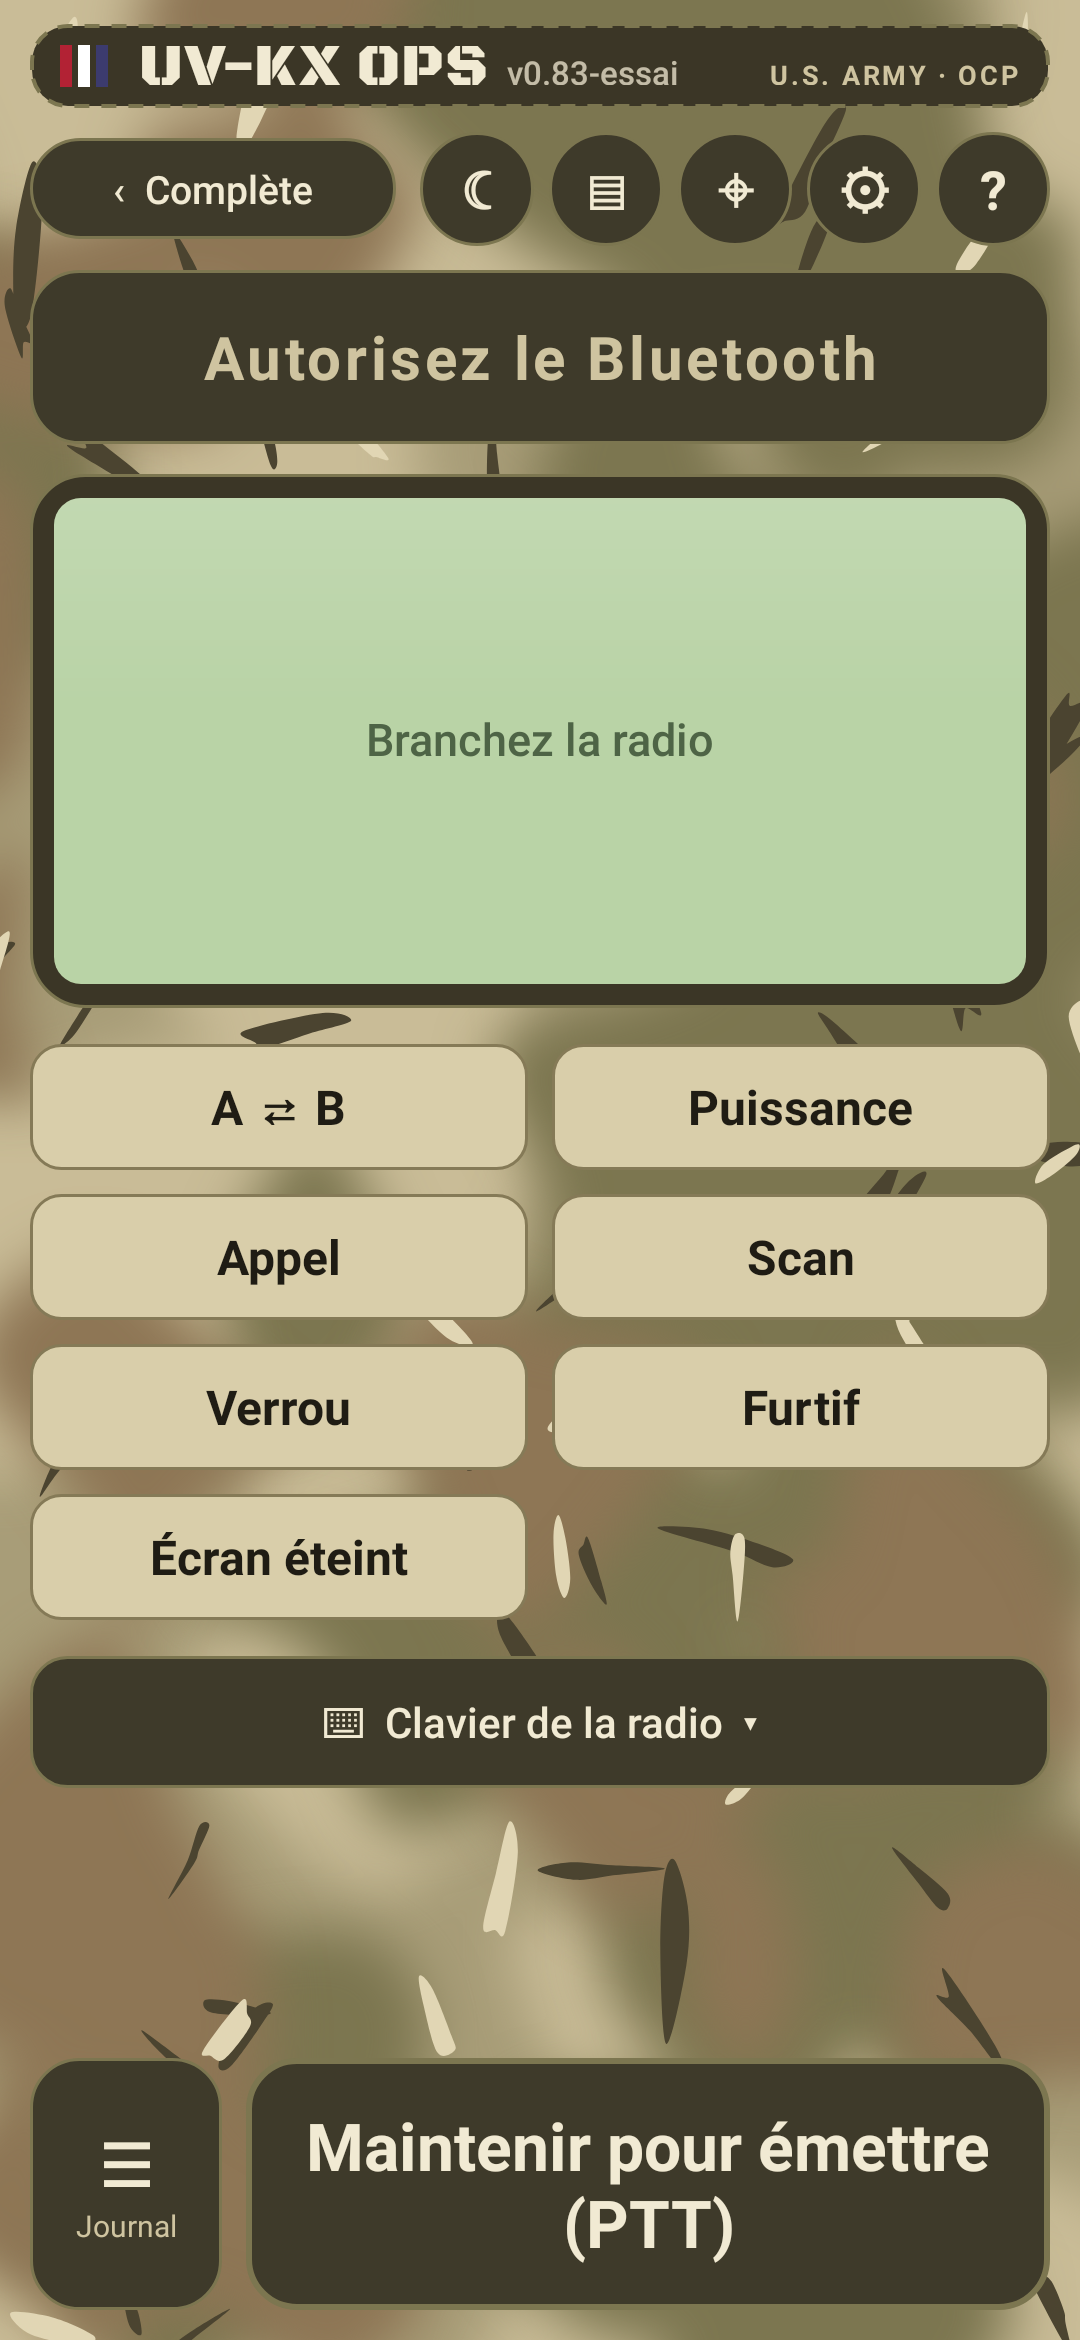 UV-KX OPS v0.83-essai U.S. ARMY · OCP
‹ Complète ?
Autorisez le Bluetooth
Branchez la radio
A ⇄ B Puissance
Appel Scan
Verrou Furtif
Écran éteint
Clavier de la radio ▾
Maintenir pour émettre
(PTT)
Journal